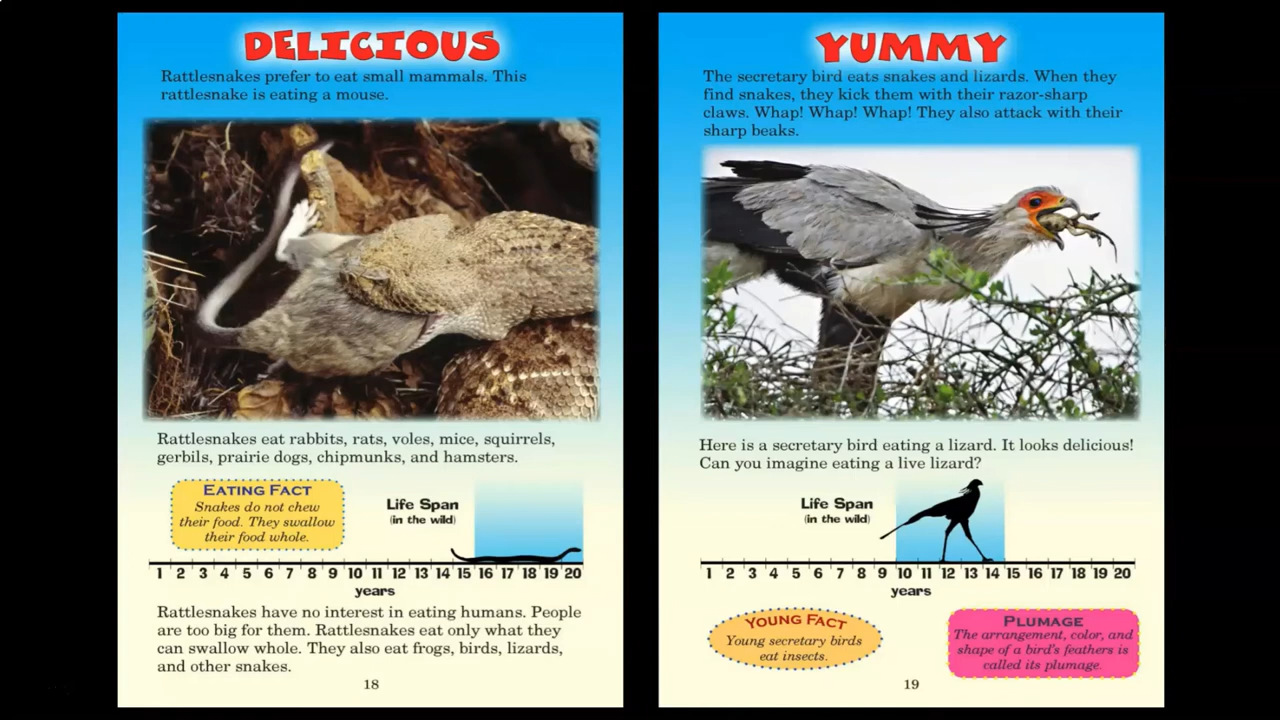 DELICIOUS
Rattlesnakes prefer to eat small mammals. This
rattlesnake is eating a mouse.
Rattlesnakes eat rabbits, rats, voles, mice, squirrels,
gerbils, prairie dogs, chipmunks, and hamsters.
EATING FACT
Snakes do not chew
their food. They swallow
their food whole.
Life Span
(in the wild)
1 2 3 4 5 6 7 8 9 10 11 12 13 14 15 16 17 18 19 20
years
Rattlesnakes have no interest in eating humans. People
are too big for them. Rattlesnakes eat only what they
can swallow whole. They also eat frogs, birds, lizards,
and other snakes.
18
YUMMY
The secretary bird eats snakes and lizards. When they
find snakes, they kick them with their razor-sharp
claws. Whap! Whap! Whap! They also attack with their
sharp beaks.
Here is a secretary bird eating a lizard. It looks delicious!
Can you imagine eating a live lizard?
Life Span
(in the wild)
1 2 3 4 5 6 7 8 9 10 11 12 13 14 15 16 17 18 19 20
years
YOUNG FACT
Young secretary birds
eat insects.
PLUMAGE
The arrangement, color, and
shape of a bird's feathers is
called its plumage.
19